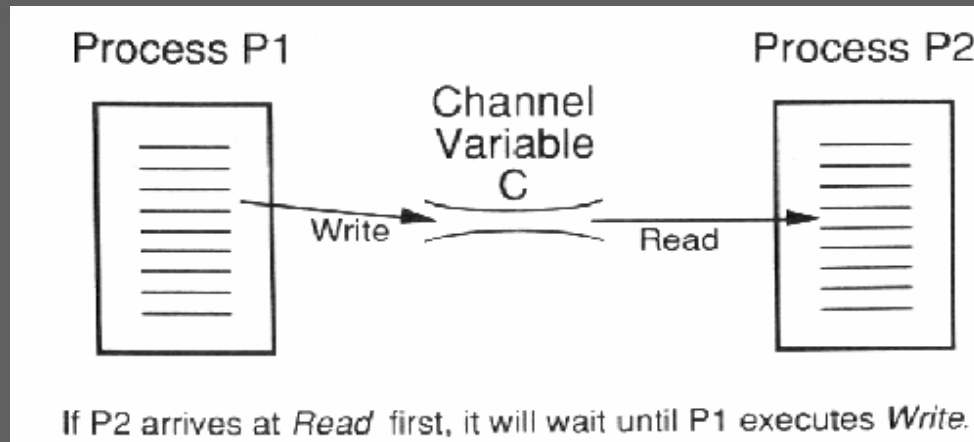 Process P1
Process P2
Channel
Variable
C
Write
Read
If P2 arrives at Read first, it will wait until P1 executes Write.